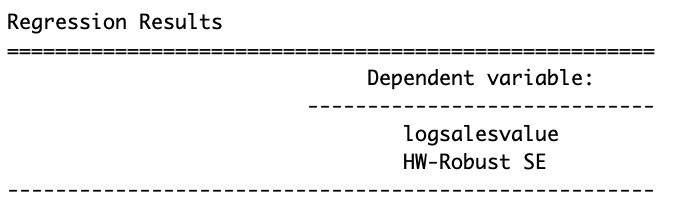 Regression Results
======================================================
Dependent variable:
-----------------------------
logsalesvalue
HW-Robust SE
------------------------------------------------------